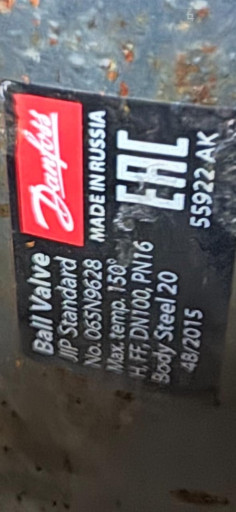 Danfoss
MADE IN RUSSIA
EAC
55922 AK
Ball Valve
JIP Standard
No. 065N9628
Max. temp. 150°
H, FF, DN100, PN16
Body Steel 20
48/2015